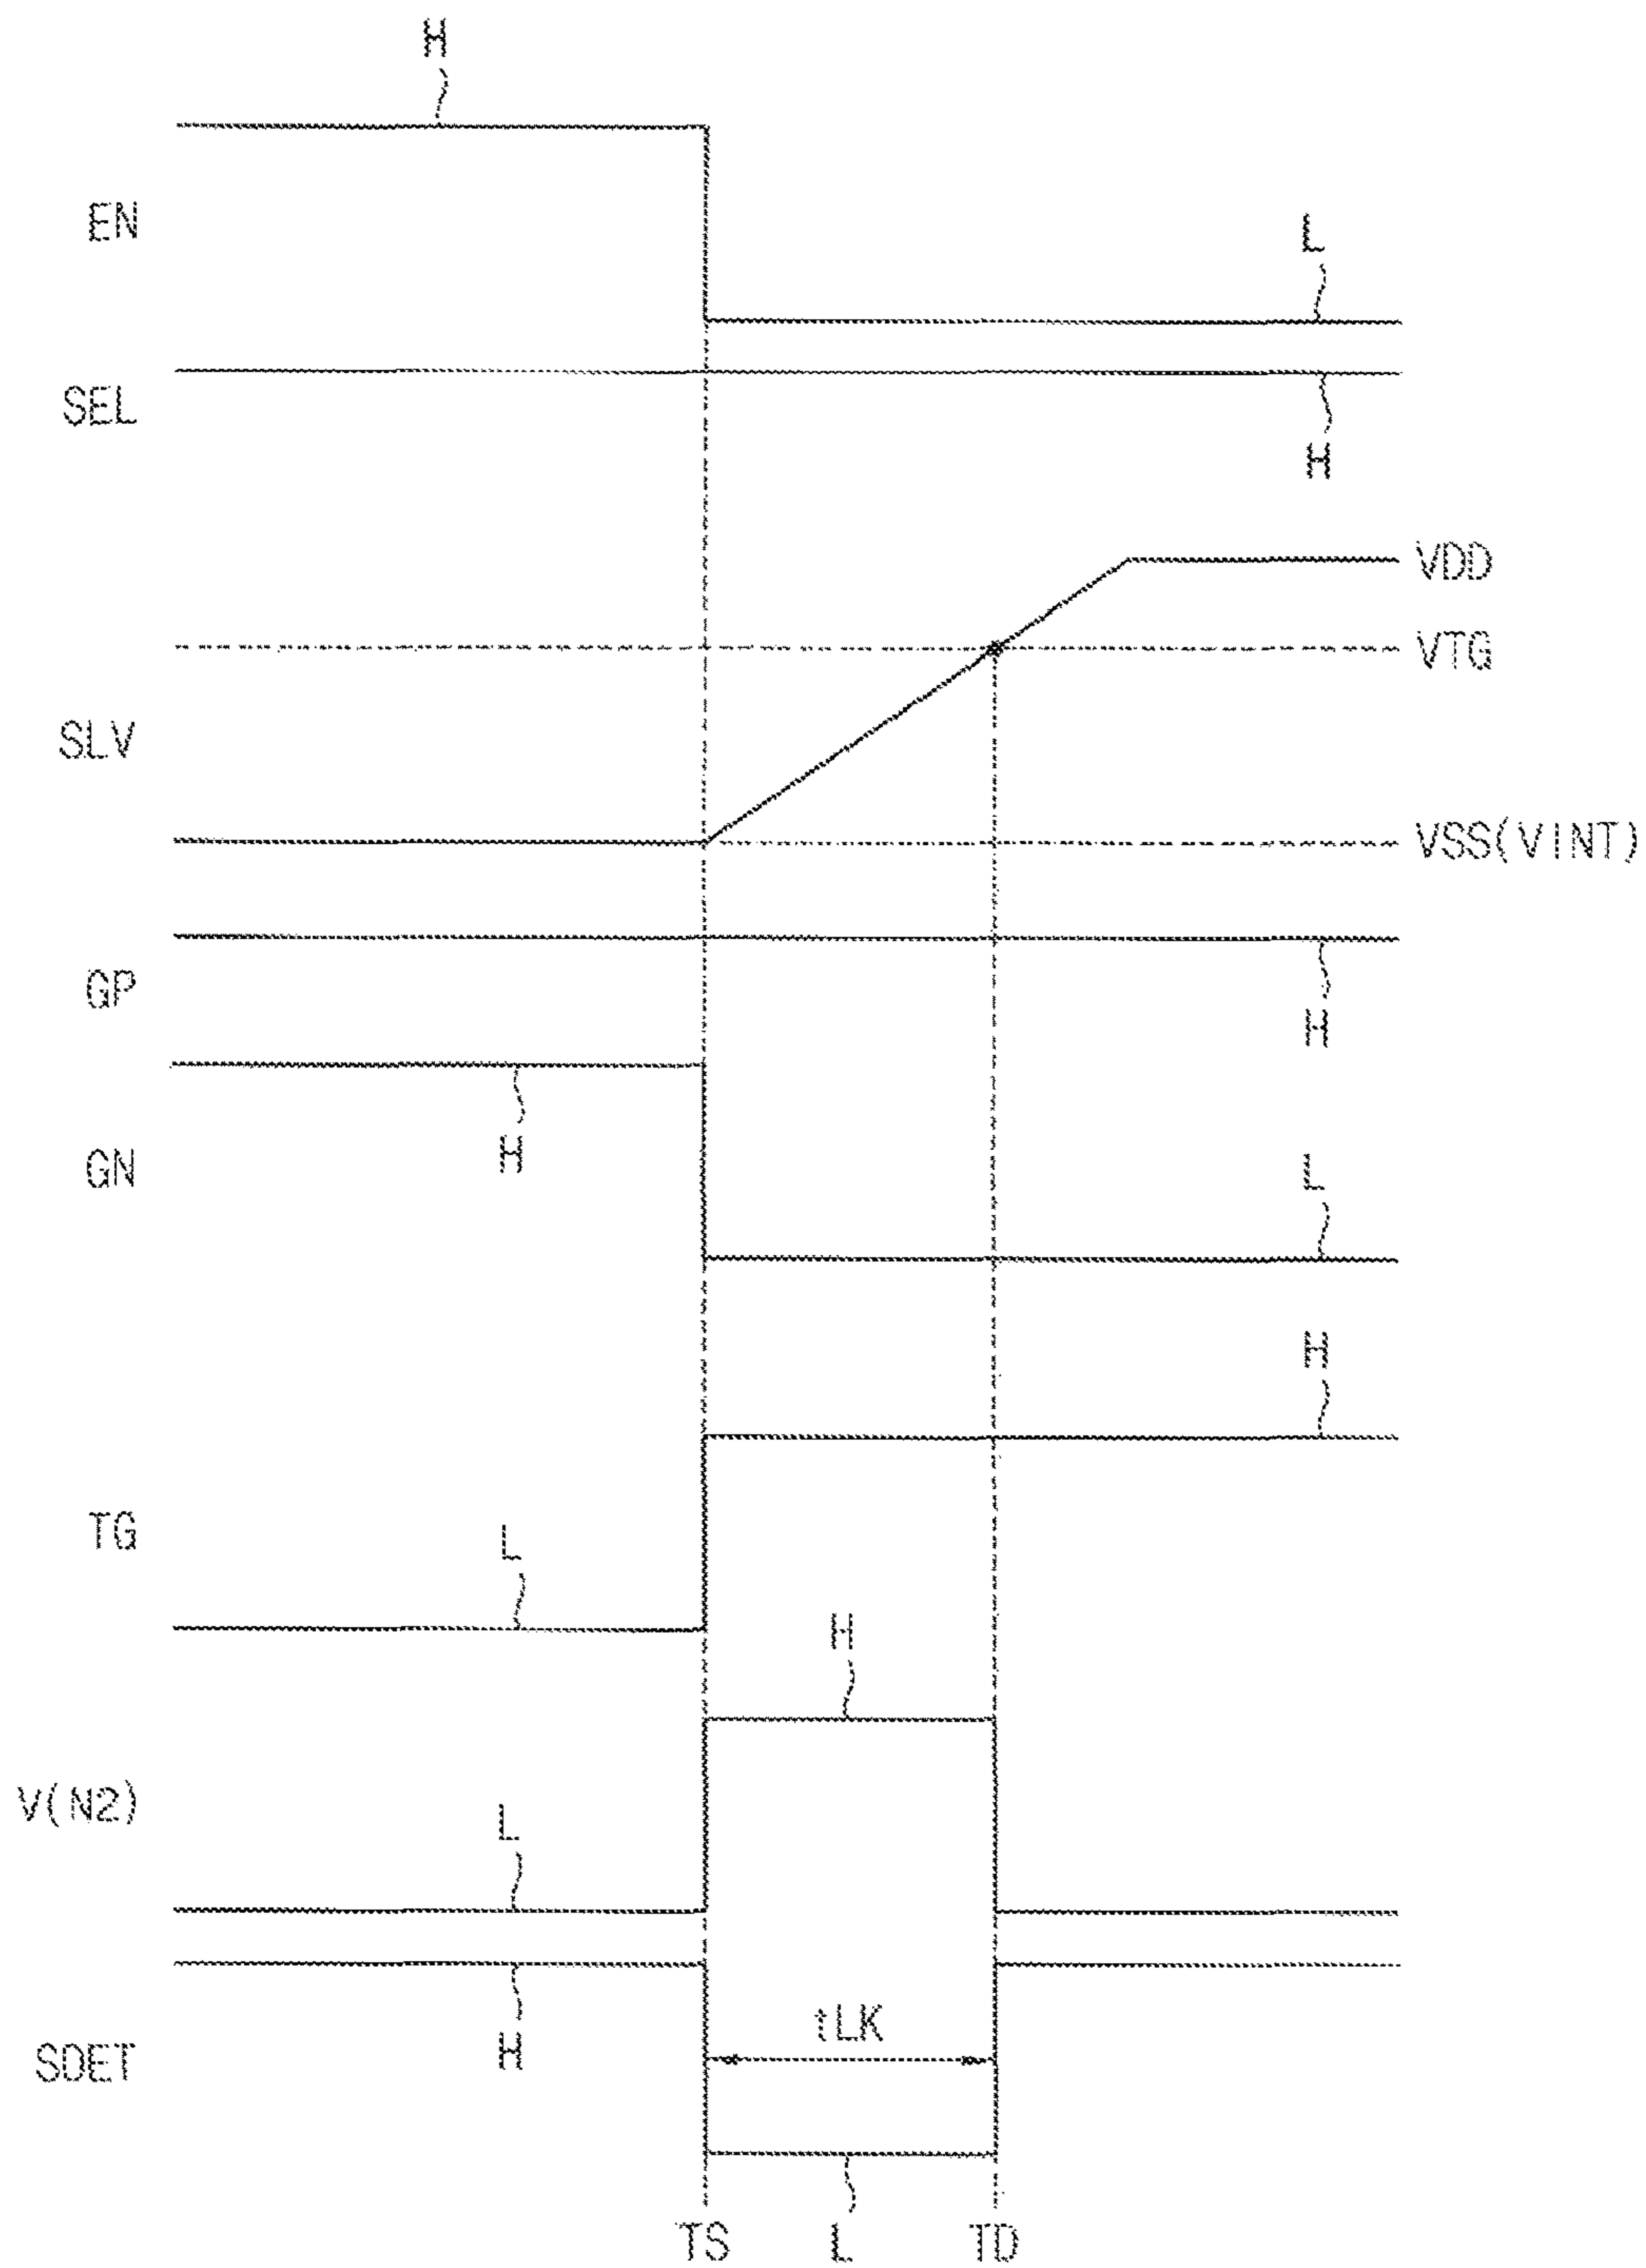 H
EN
L
SEL
H
VDD
VTG
SLV
VSS(VINT)
GP
H
H
GN
L
H
TG
L
H
V(N2)
L
tLK
H
SDET
TS
L
TD